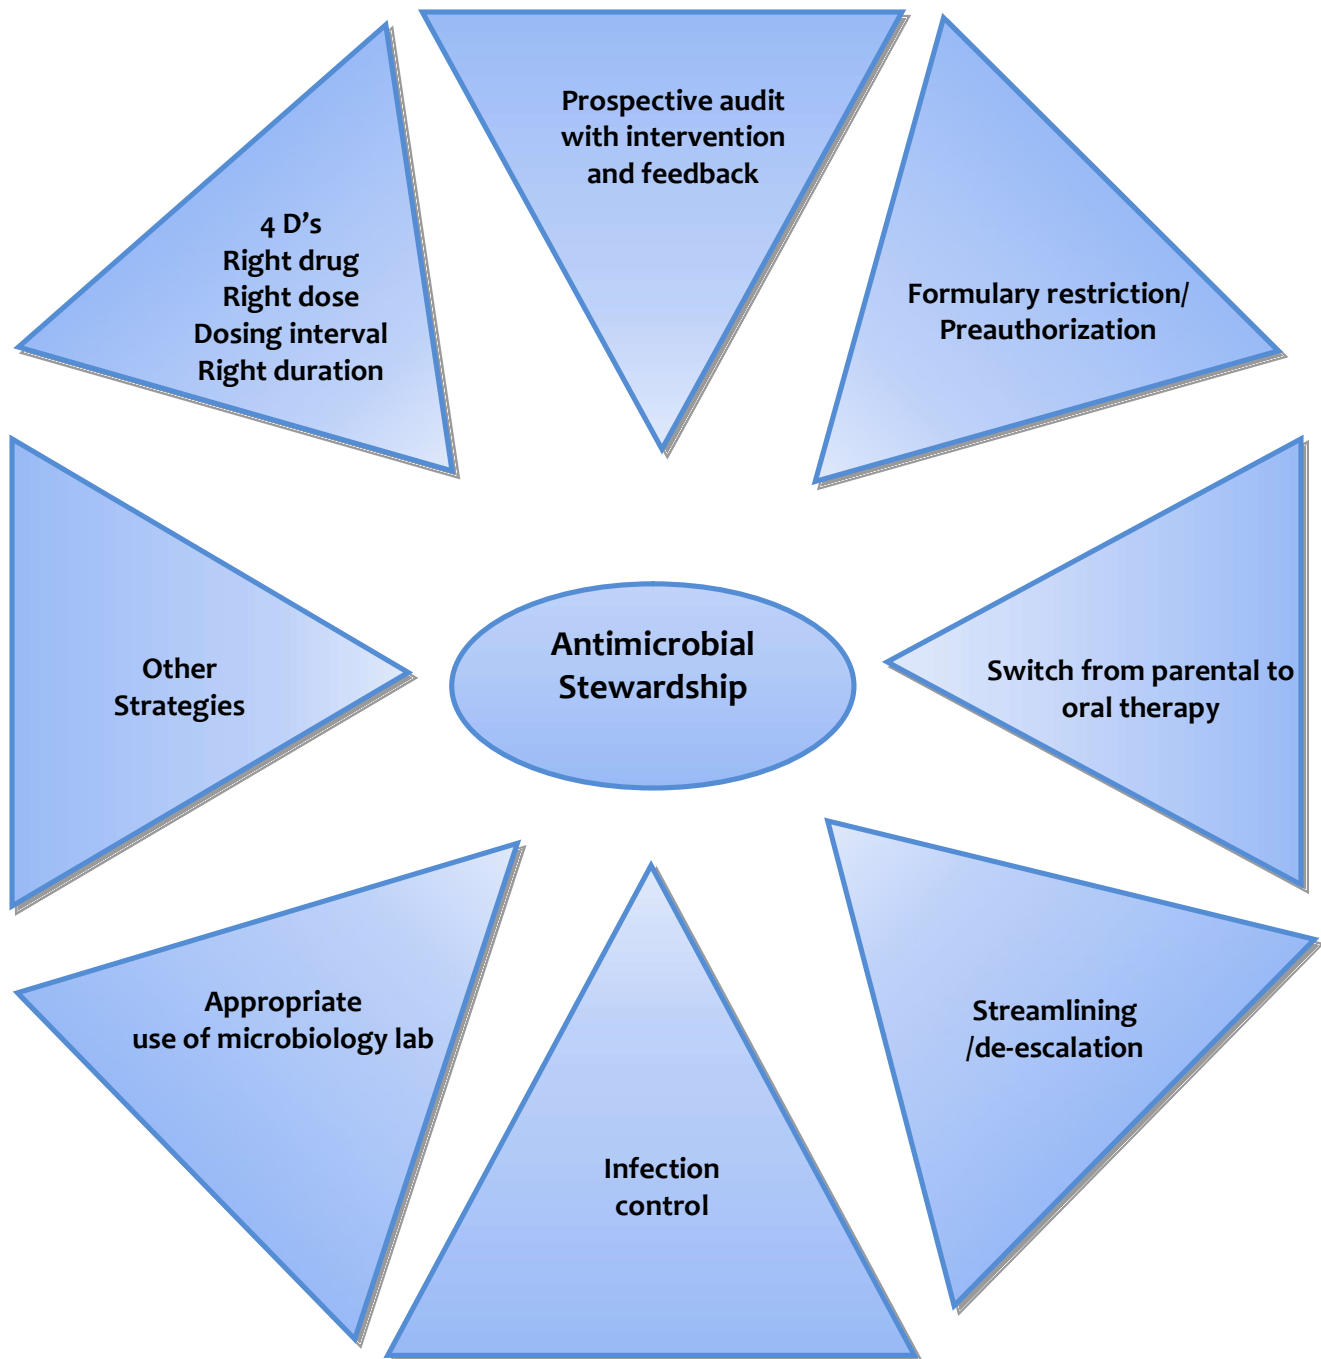 Prospective audit
with intervention
and feedback
4 D’s
Right drug
Right dose
Dosing interval
Right duration
Formulary restriction/
Preauthorization
Other
Strategies
Antimicrobial
Stewardship
Switch from parental to
oral therapy
Appropriate
use of microbiology lab
Streamlining
/de-escalation
Infection
control